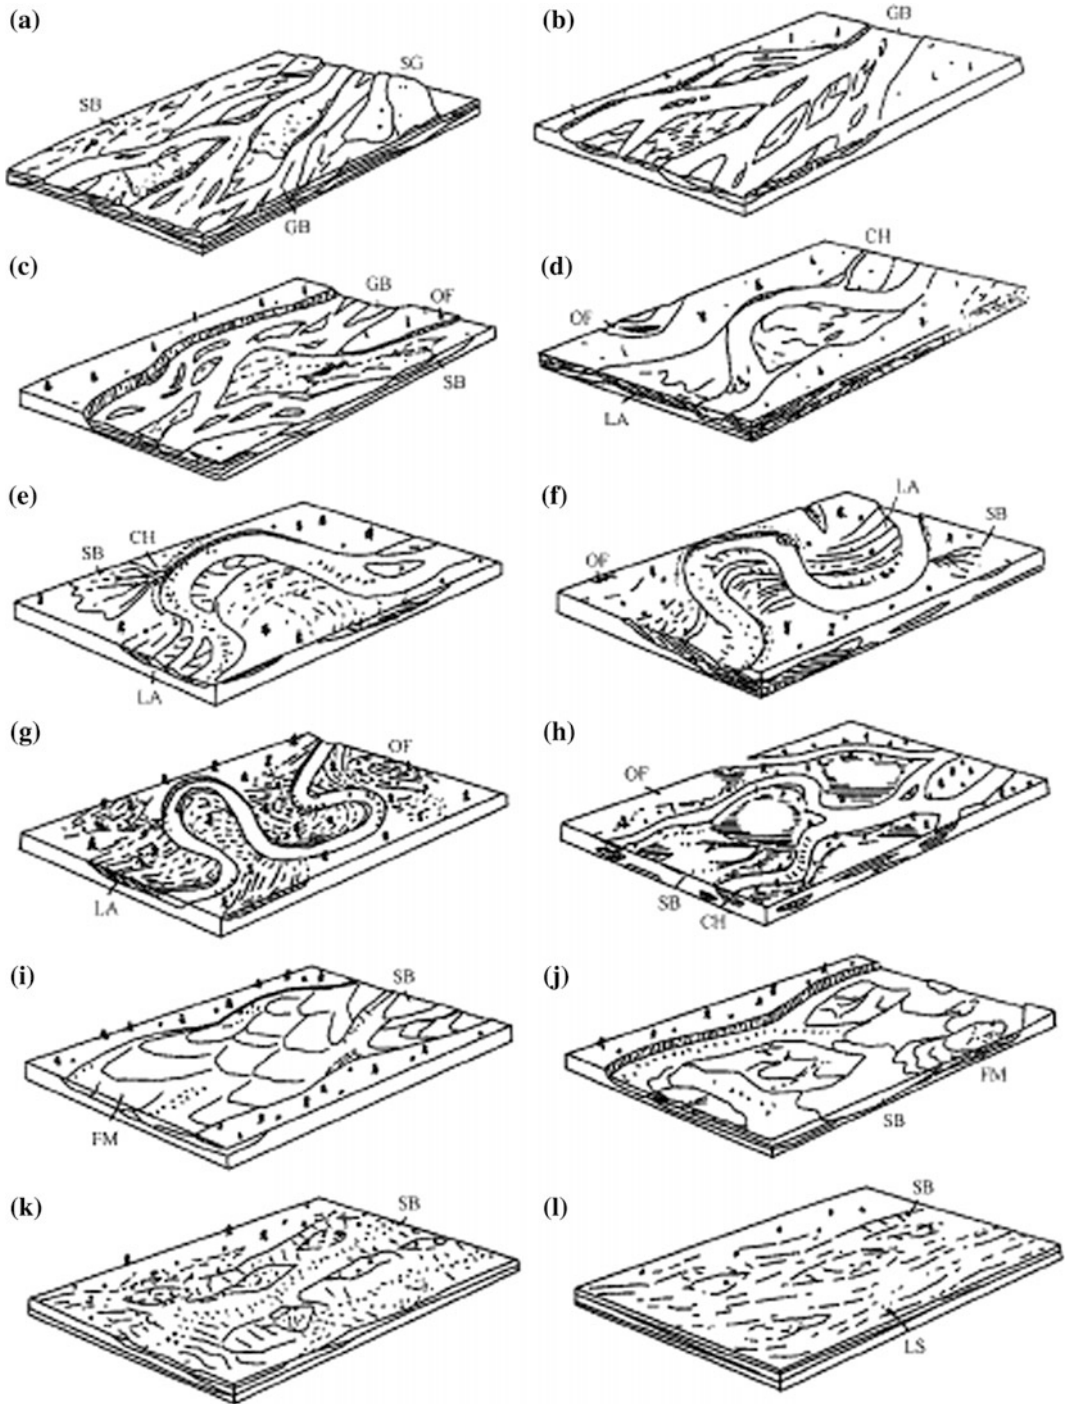 (a)
SG
SB
GB
(b)
GB
(c)
GB
OF
SB
(d)
CH
OF
LA
(e)
CH
SB
LA
(f)
LA
SB
OF
(g)
OF
LA
(h)
OF
SB
CH
(i)
SB
FM
(j)
FM
SB
(k)
SB
(l)
SB
LS